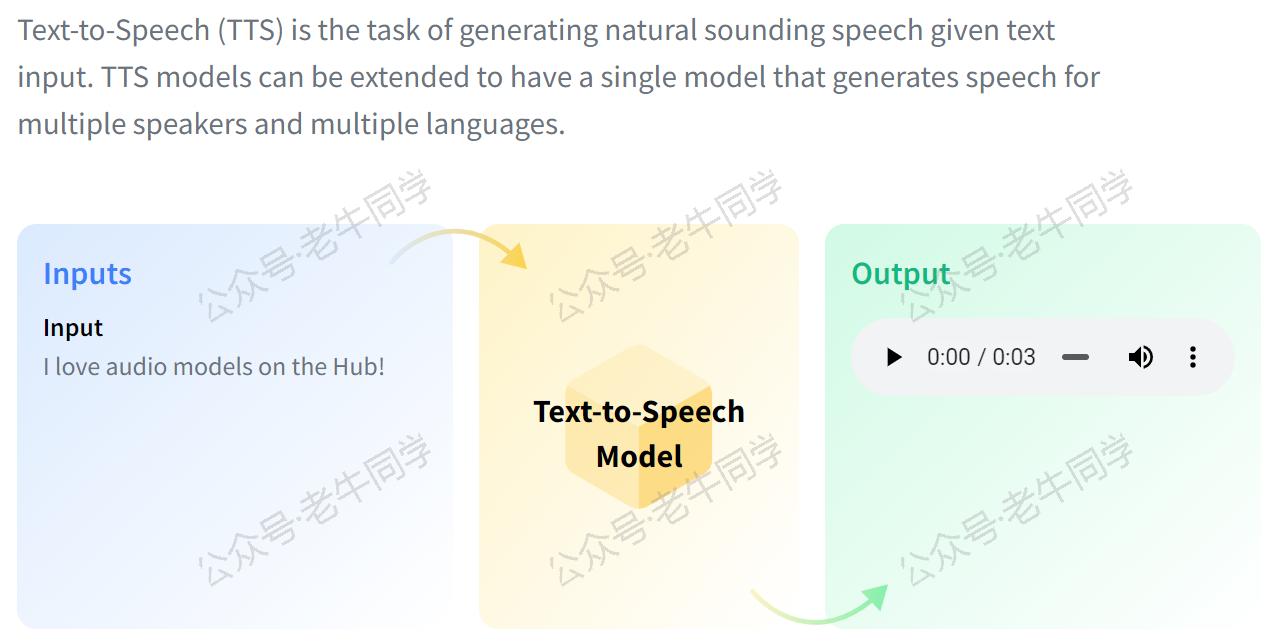 Text-to-Speech (TTS) is the task of generating natural sounding speech given text
input. TTS models can be extended to have a single model that generates speech for
multiple speakers and multiple languages.
公众号·老牛同学
公众号·老牛同学
公众号·老牛同学
Inputs
Input
I love audio models on the Hub!
Text-to-Speech
Model
Output
0:00 / 0:03
公众号·老牛同学
公众号·老牛同学
公众号·老牛同学